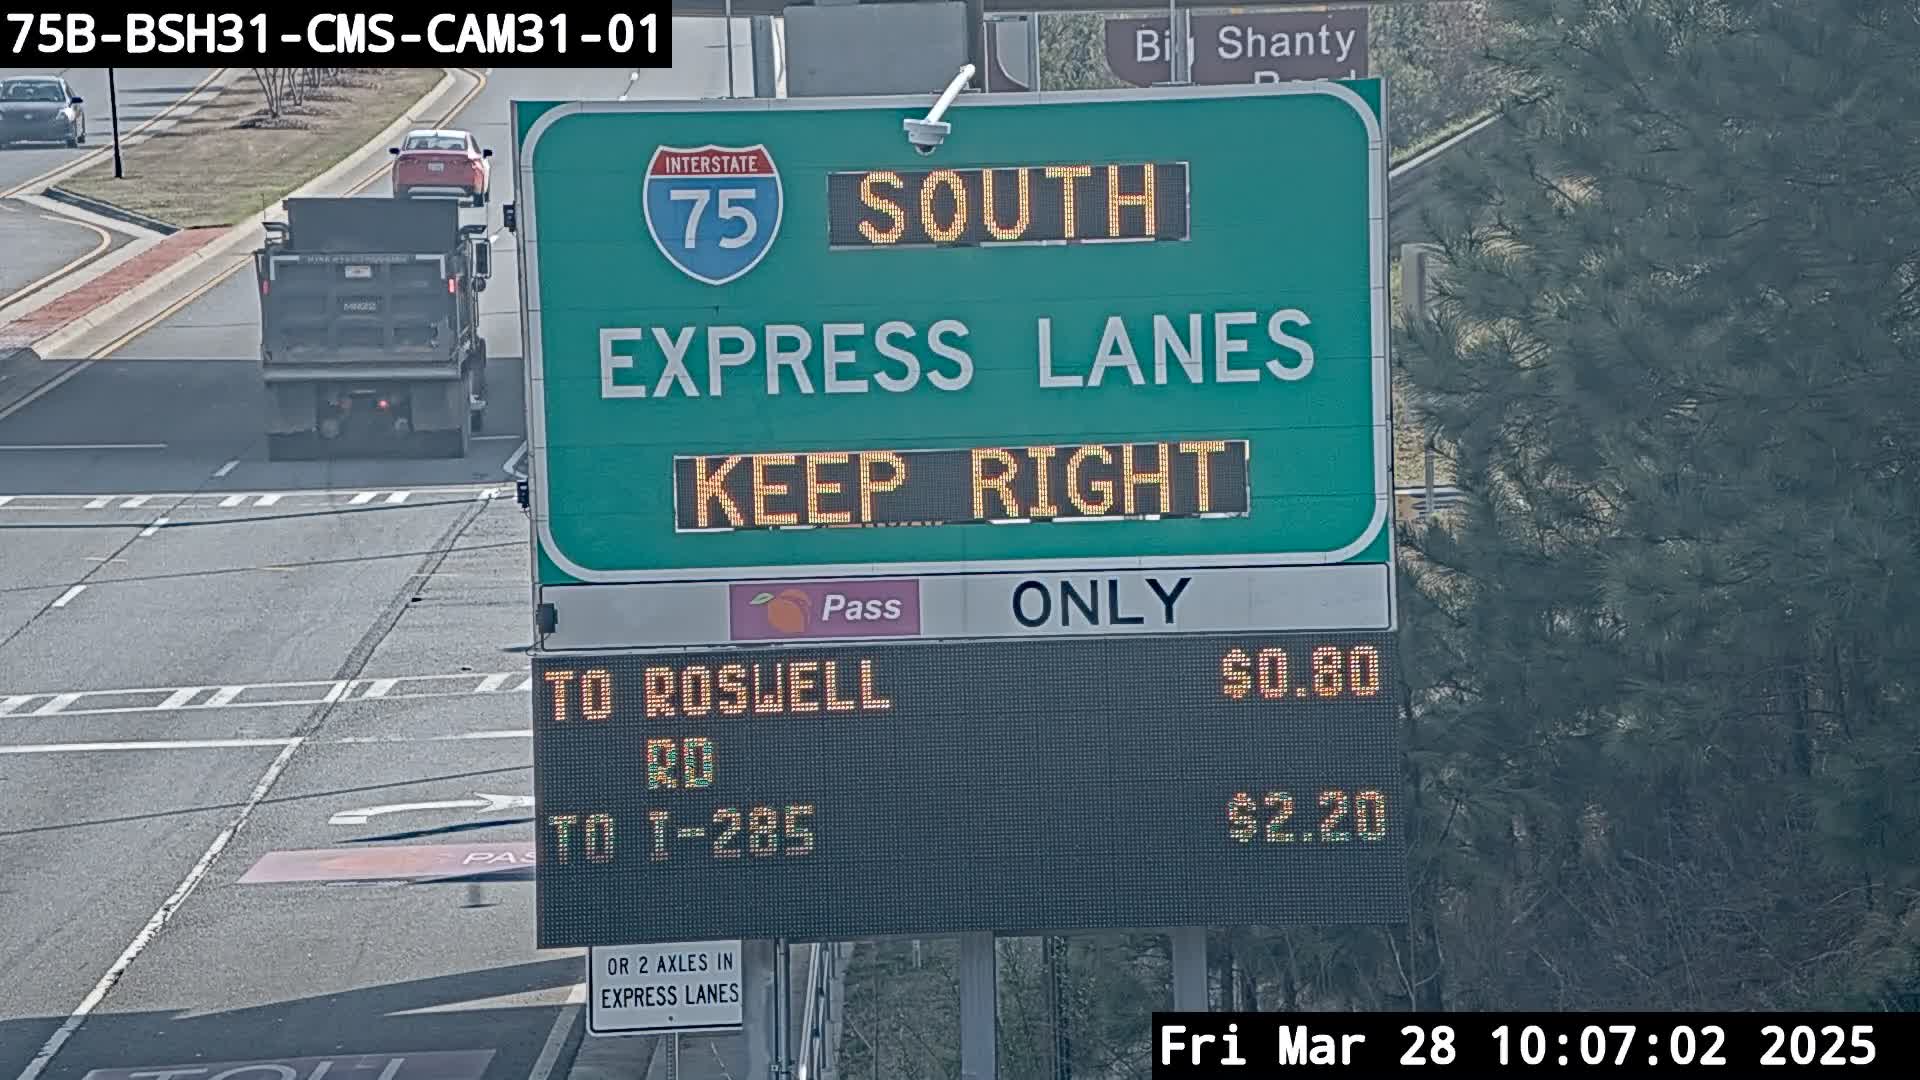 75B-BSH31-CMS-CAM31-01
Big Shanty
Road
INTERSTATE
75
SOUTH
EXPRESS LANES
KEEP RIGHT
Pass ONLY
TO ROSWELL $0.80
RD
TO I-285 $2.20
PAS
OR 2 AXLES IN
EXPRESS LANES
Fri Mar 28 10:07:02 2025